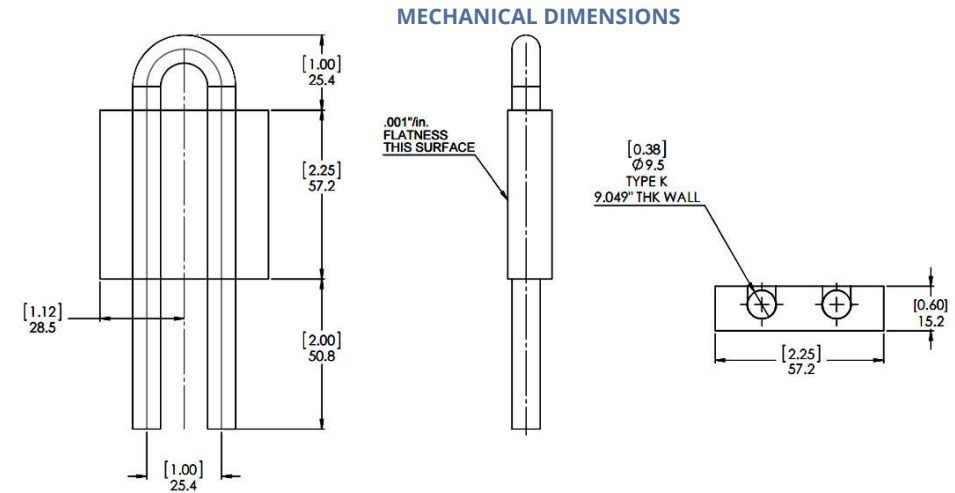 MECHANICAL DIMENSIONS
[1.00]
25.4
[2.25]
57.2
[1.12]
28.5
[2.00]
50.8
[1.00]
25.4
.001"/in.
FLATNESS
THIS SURFACE
[0.38]
Ø9.5
TYPE K
9.049" THK WALL
[0.60]
15.2
[2.25]
57.2